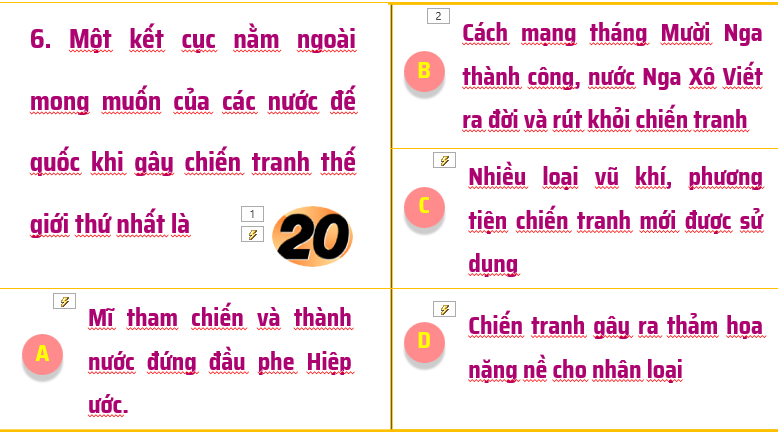 6. Một kết cục nằm ngoài
mong muốn của các nước đế
quốc khi gây chiến tranh thế
giới thứ nhất là
1
20
A
Mĩ tham chiến và thành
nước đứng đầu phe Hiệp
ước.
2
B
Cách mạng tháng Mười Nga
thành công, nước Nga Xô Viết
ra đời và rút khỏi chiến tranh
C
Nhiều loại vũ khí, phương
tiện chiến tranh mới được sử
dụng
D
Chiến tranh gây ra thảm họa
nặng nề cho nhân loại